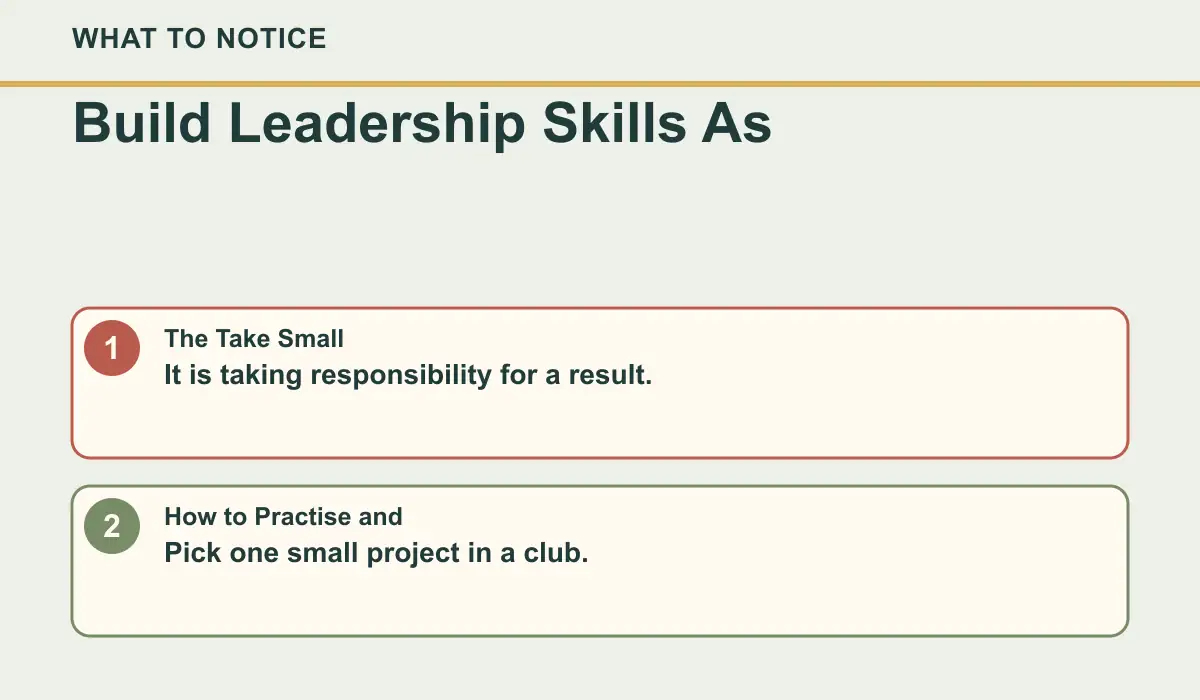 WHAT TO NOTICE
Build Leadership Skills As
1
The Take Small
It is taking responsibility for a result.
2
How to Practise and
Pick one small project in a club.